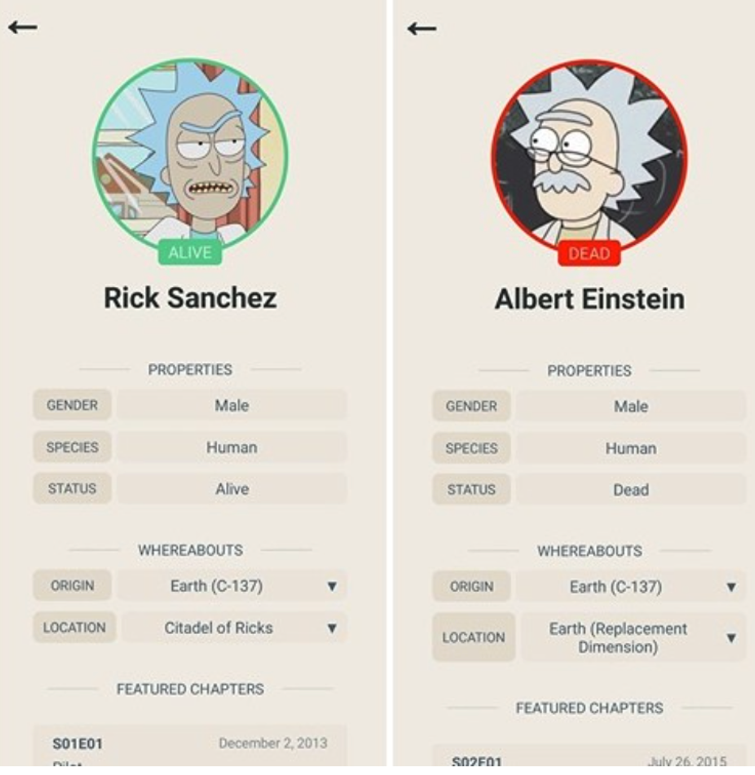 ALIVE
Rick Sanchez
PROPERTIES
GENDER Male
SPECIES Human
STATUS Alive
WHEREABOUTS
ORIGIN Earth (C-137) ▼
LOCATION Citadel of Ricks ▼
FEATURED CHAPTERS
S01E01 December 2, 2013
Pilot
DEAD
Albert Einstein
PROPERTIES
GENDER Male
SPECIES Human
STATUS Dead
WHEREABOUTS
ORIGIN Earth (C-137) ▼
LOCATION Earth (Replacement
Dimension) ▼
FEATURED CHAPTERS
S02E01 July 26, 2015